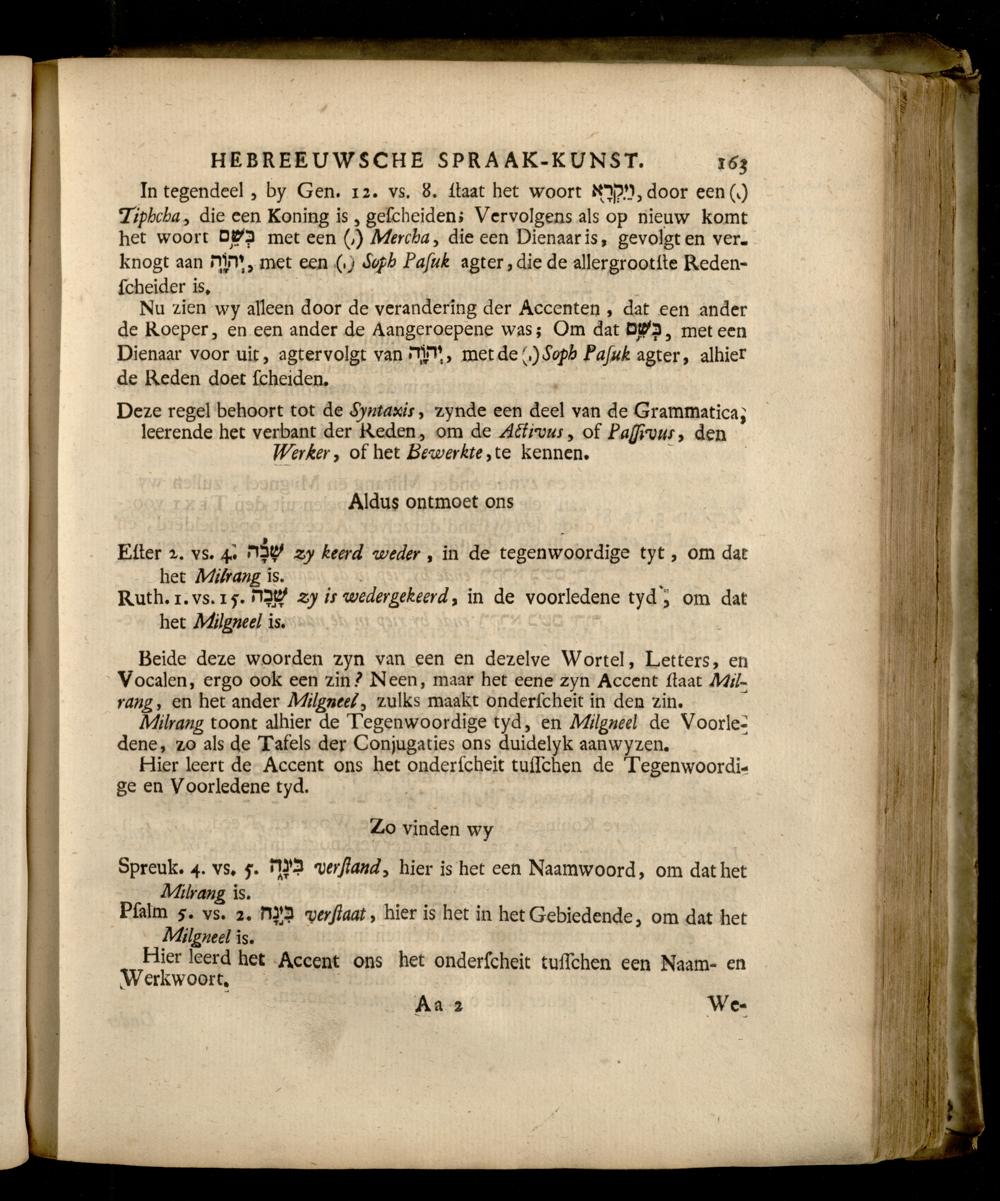 HEBREEUWSCHE SPRAAK-KUNST. 163
In tegendeel, by Gen. 12. vs. 8. ſtaat het woort וַיִּקְרָ֖א, door een (֖)
Tiphcha, die een Koning is, geſcheiden; Vervolgens als op nieuw komt
het woort בְּשֵׁ֥ם met een (֥) Mercha, die een Dienaar is, gevolgt en ver-
knogt aan יְהוָֹֽה, met een (ֽ) Soph Paſuk agter, die de allergrootſte Reden-
ſcheider is.
Nu zien wy alleen door de verandering der Accenten, dat een ander
de Roeper, en een ander de Aangeroepene was; Om dat בְּשֵׁ֥ם, met een
Dienaar voor uit, agtervolgt van יְהוָֹֽה, met de (ֽ) Soph Paſuk agter, alhier
de Reden doet ſcheiden.
Deze regel behoort tot de Syntaxis, zynde een deel van de Grammatica,
leerende het verbant der Reden, om de Activus, of Paſſivus, den
Werker, of het Bewerkte, te kennen.
Aldus ontmoet ons
Eſter 2. vs. 4. שָׁבָ֔ה zy keerd weder, in de tegenwoordige tyt, om dat
het Milrang is.
Ruth. 1. vs. 15. שָׁ֣בָה zy is wedergekeerd, in de voorledene tyd, om dat
het Milgneel is.
Beide deze woorden zyn van een en dezelve Wortel, Letters, en
Vocalen, ergo ook een zin? Neen, maar het eene zyn Accent ſtaat Mil-
rang, en het ander Milgneel, zulks maakt onderſcheit in den zin.
Milrang toont alhier de Tegenwoordige tyd, en Milgneel de Voorle-
dene, zo als de Tafels der Conjugaties ons duidelyk aanwyzen.
Hier leert de Accent ons het onderſcheit tuſſchen de Tegenwoordi-
ge en Voorledene tyd.
Zo vinden wy
Spreuk. 4. vs. 5. בִינָ֑ה verſtand, hier is het een Naamwoord, om dat het
Milrang is.
Pſalm 5. vs. 2. בִּ֣ינָה verſtaat, hier is het in het Gebiedende, om dat het
Milgneel is.
Hier leerd het Accent ons het onderſcheit tuſſchen een Naam- en
Werkwoort.
Aa 2 We-